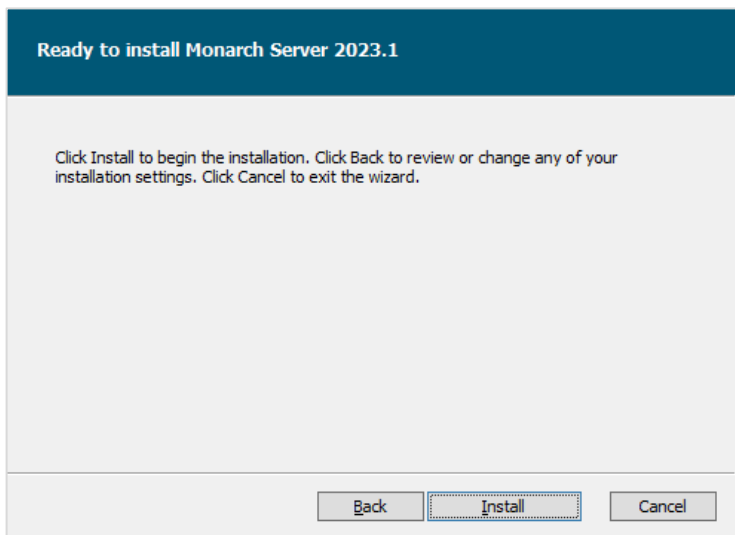 Ready to install Monarch Server 2023.1
Click Install to begin the installation. Click Back to review or change any of your
installation settings. Click Cancel to exit the wizard.
Back Install Cancel